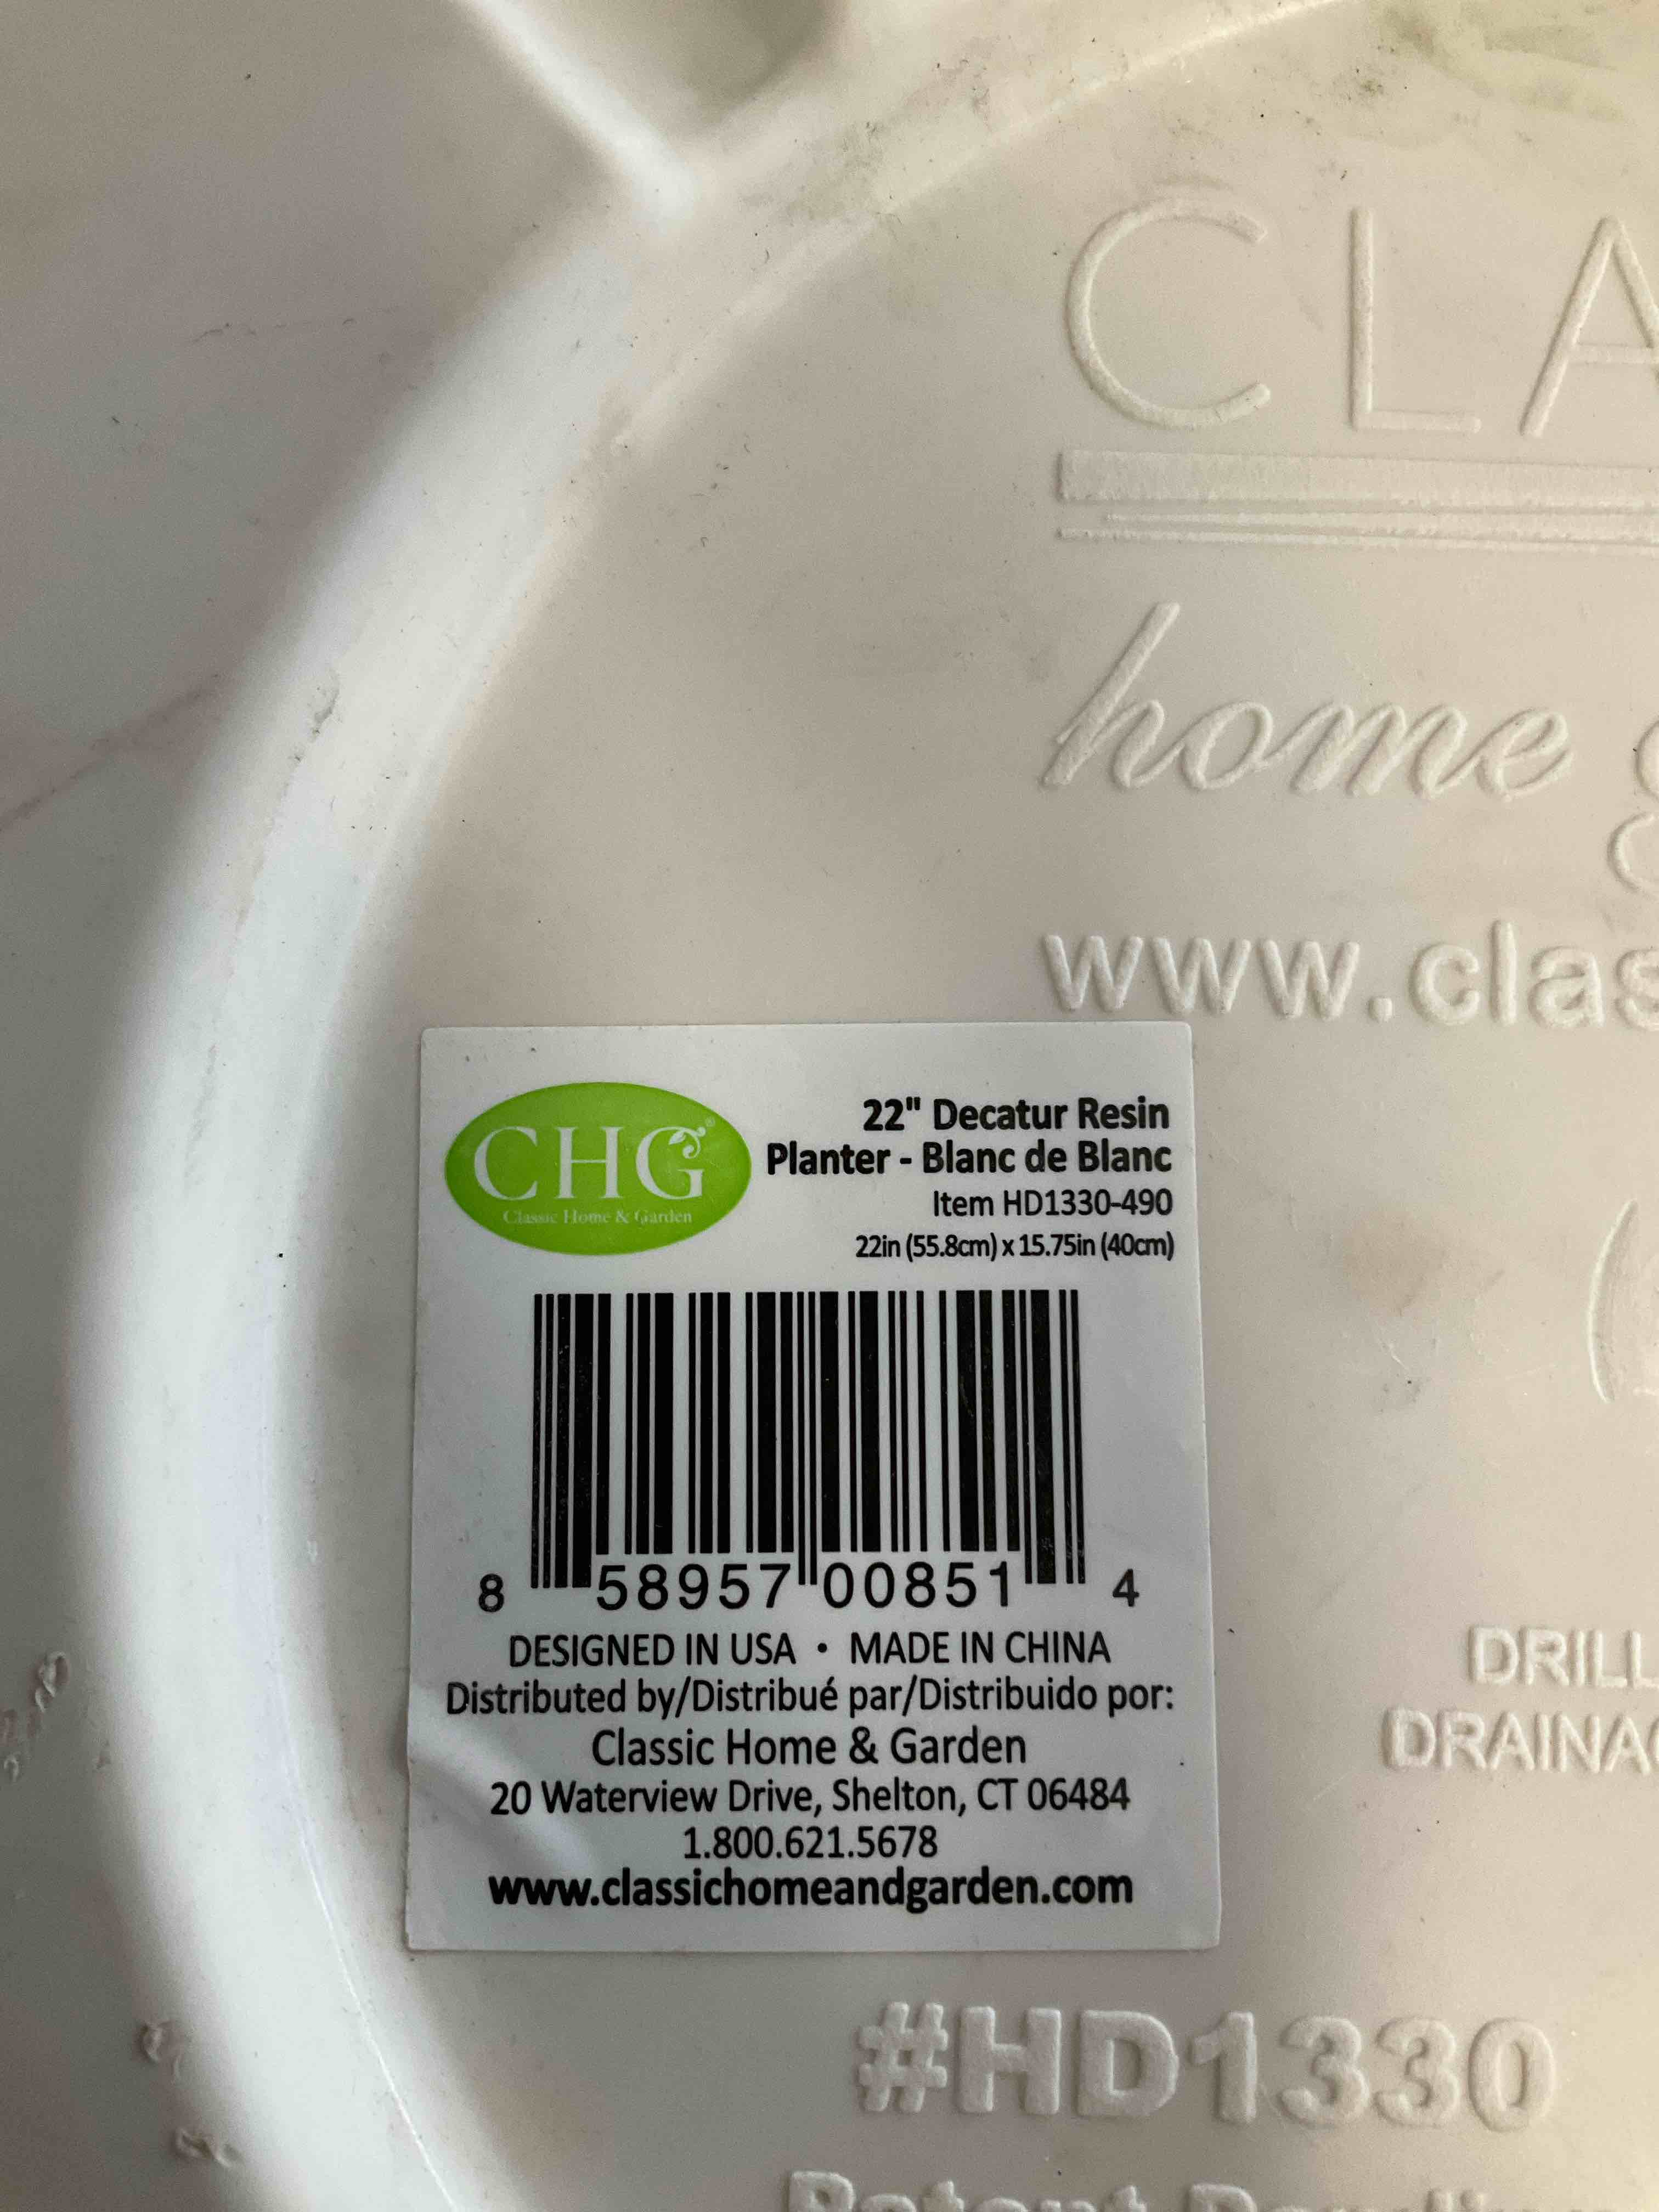 CLA
home
www.clas
CHG®
Classic Home & Garden
22" Decatur Resin
Planter - Blanc de Blanc
Item HD1330-490
22in (55.8cm) x 15.75in (40cm)
8 58957 00851 4
DESIGNED IN USA • MADE IN CHINA
Distributed by/Distribué par/Distribuido por:
Classic Home & Garden
20 Waterview Drive, Shelton, CT 06484
1.800.621.5678
www.classichomeandgarden.com
DRILL
DRAINAG
#HD1330
Patent Pending